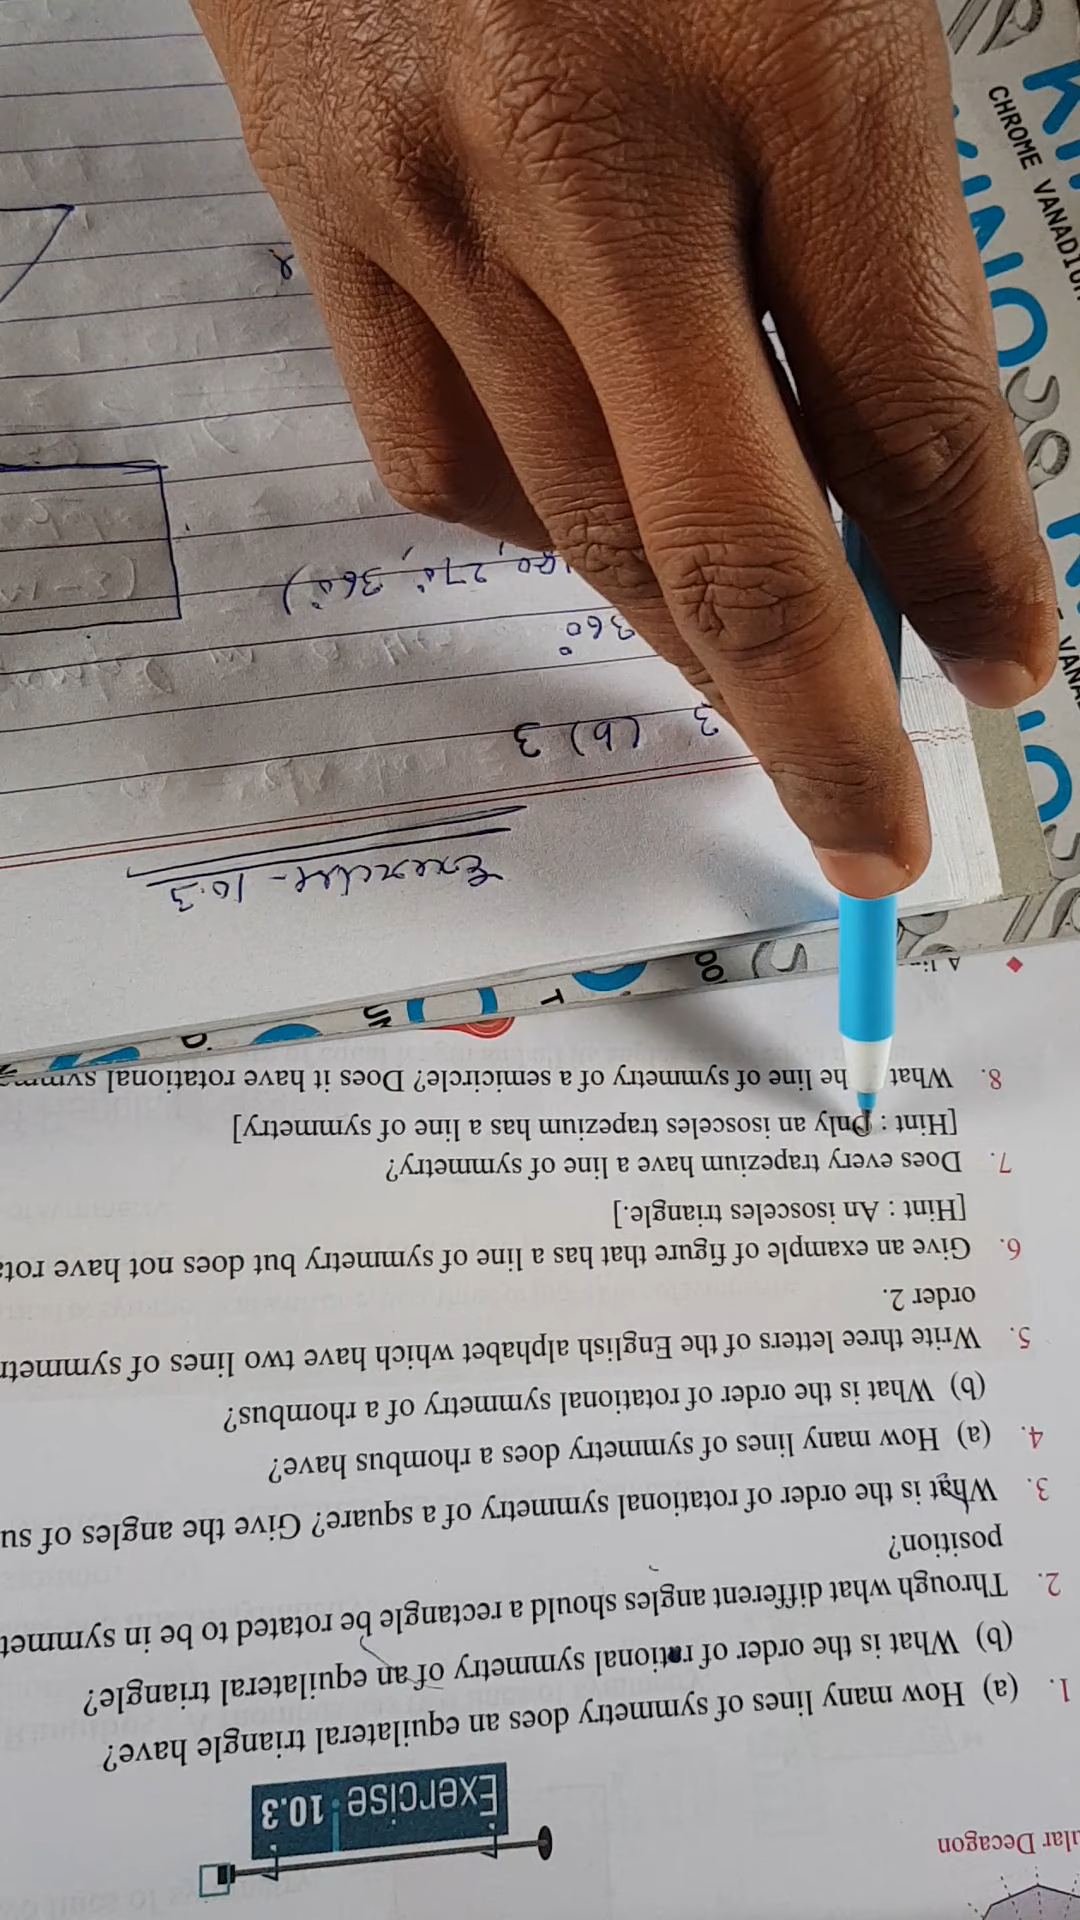 ular Decagon
Exercise 10.3
1. (a) How many lines of symmetry does an equilateral triangle have?
(b) What is the order of rational symmetry of an equilateral triangle?
2. Through what different angles should a rectangle be rotated to be in symmet
position?
3. What is the order of rotational symmetry of a square? Give the angles of su
4. (a) How many lines of symmetry does a rhombus have?
(b) What is the order of rotational symmetry of a rhombus?
5. Write three letters of the English alphabet which have two lines of symmetr
order 2.
6. Give an example of figure that has a line of symmetry but does not have rota
[Hint : An isosceles triangle.]
7. Does every trapezium have a line of symmetry?
[Hint : Only an isosceles trapezium has a line of symmetry]
8. What he line of symmetry of a semicircle? Does it have rotational symme
Exercise - 10.3
3 (b) 3
360°
180, 270°, 360°)
CHROME VANADIUM